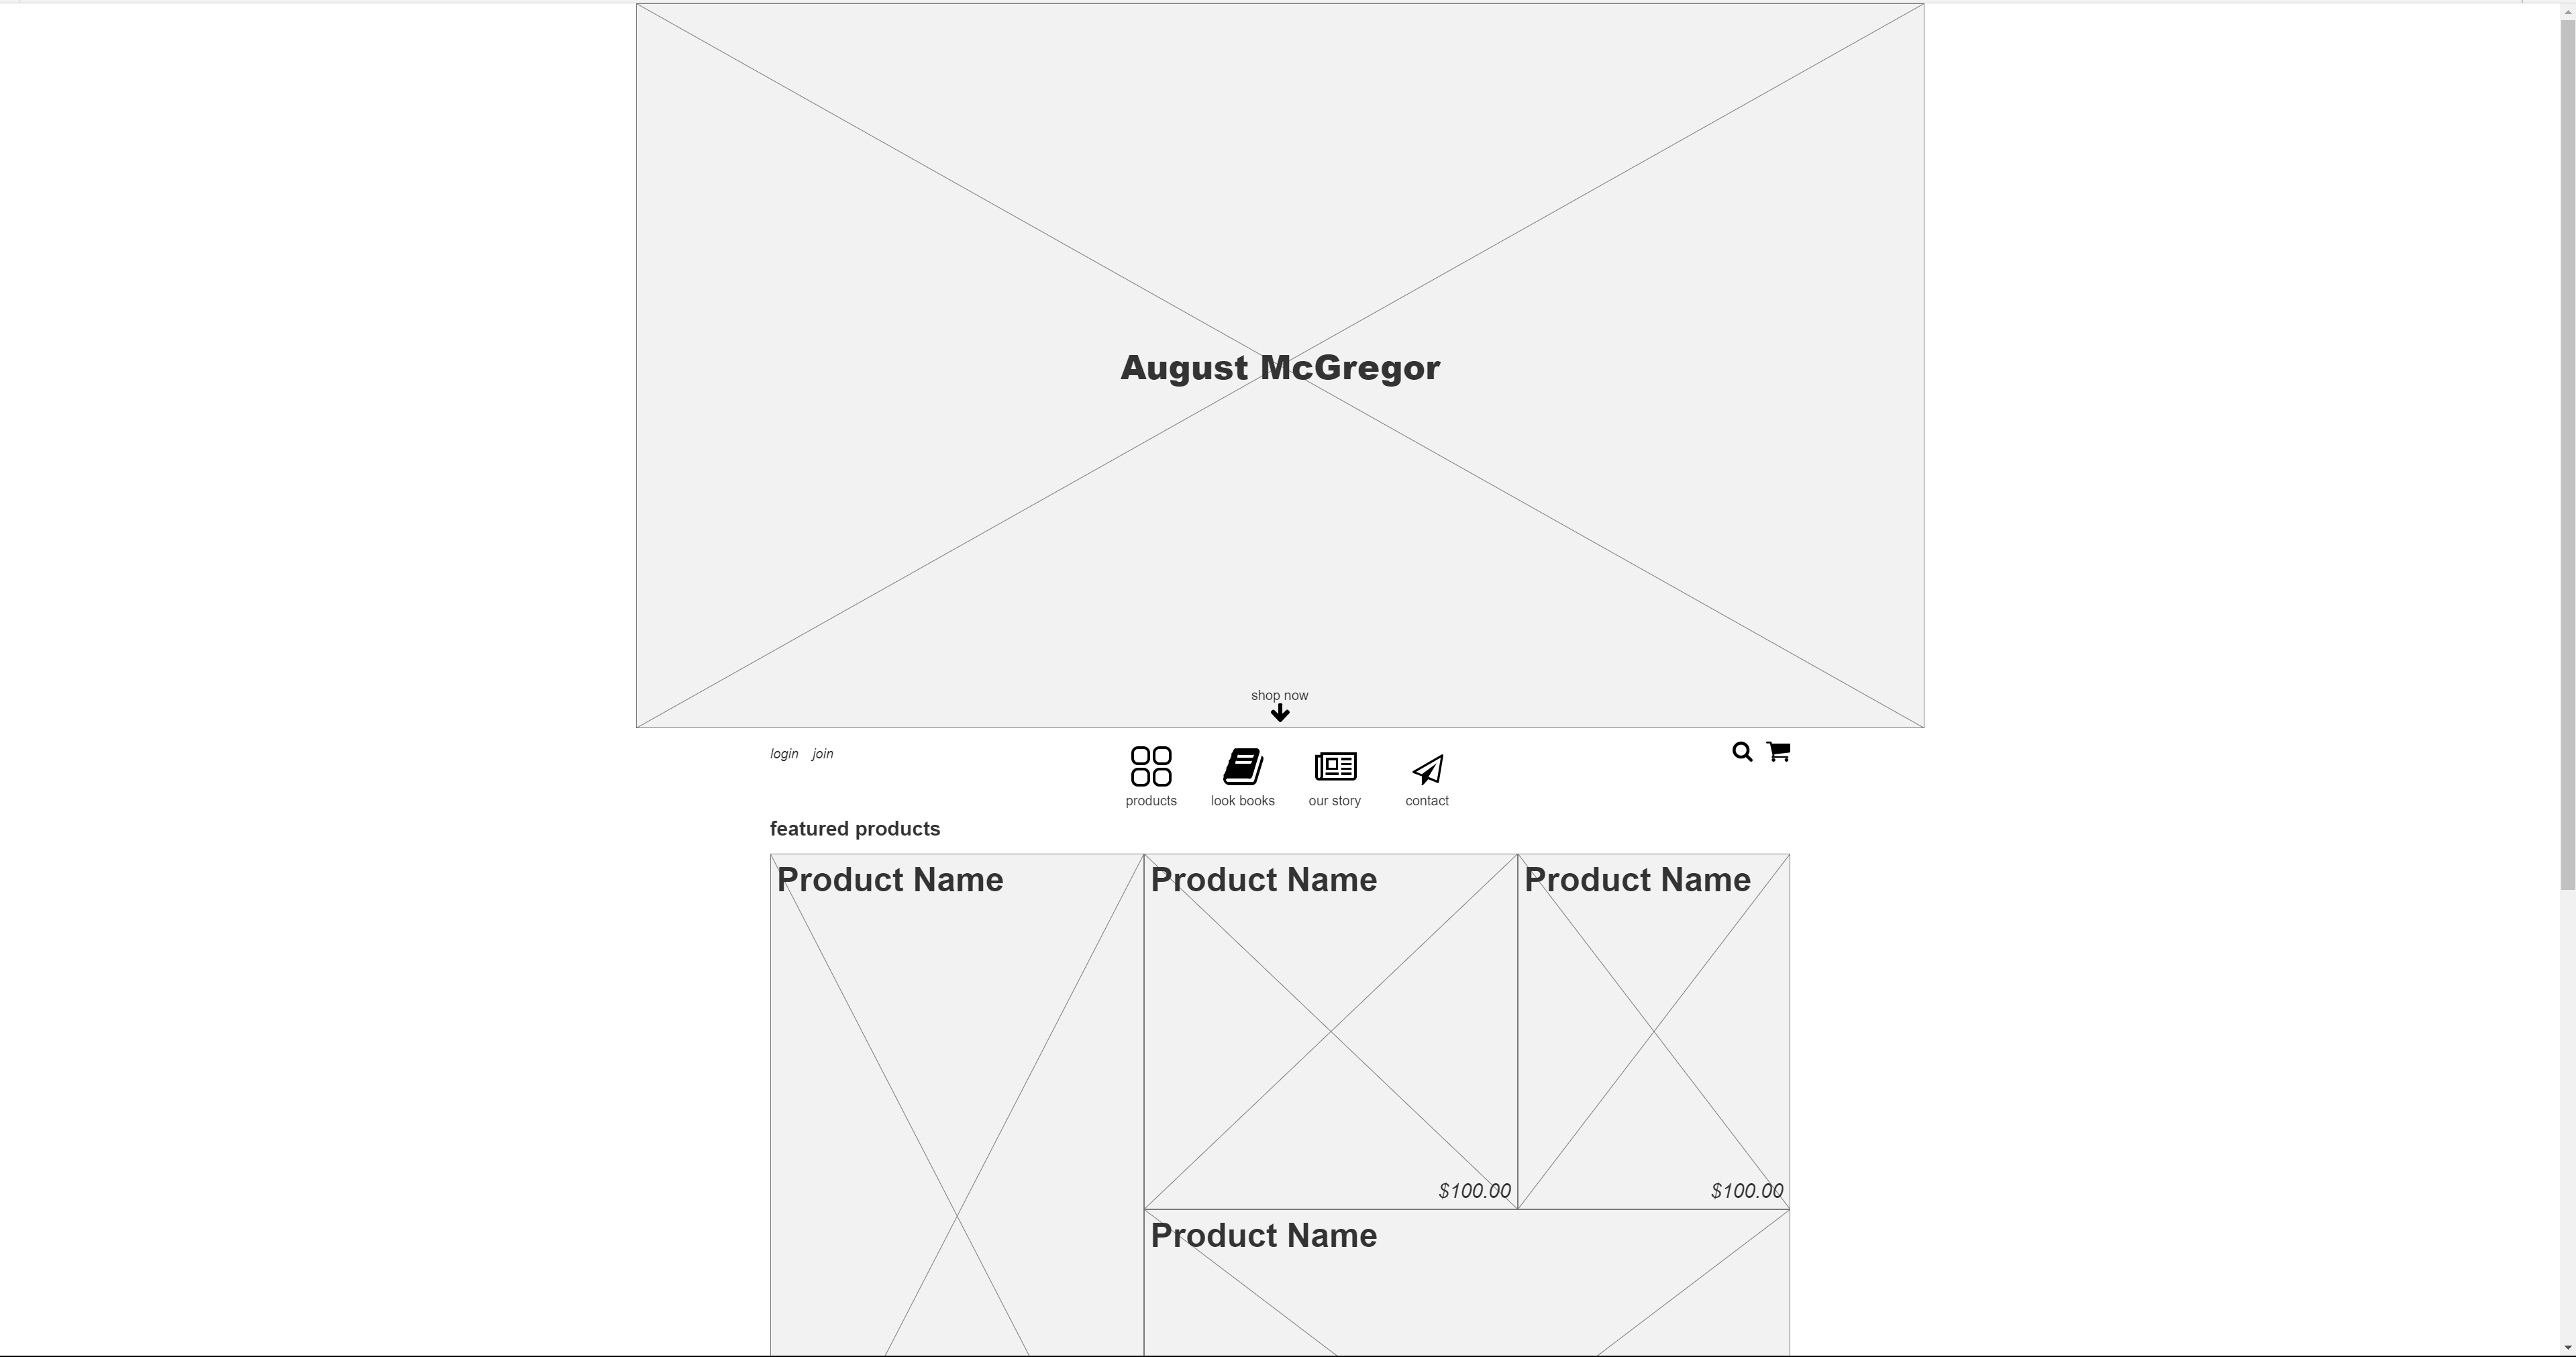 August McGregor
shop now
login join
products look books our story contact
featured products
Product Name Product Name Product Name
$100.00 $100.00
Product Name